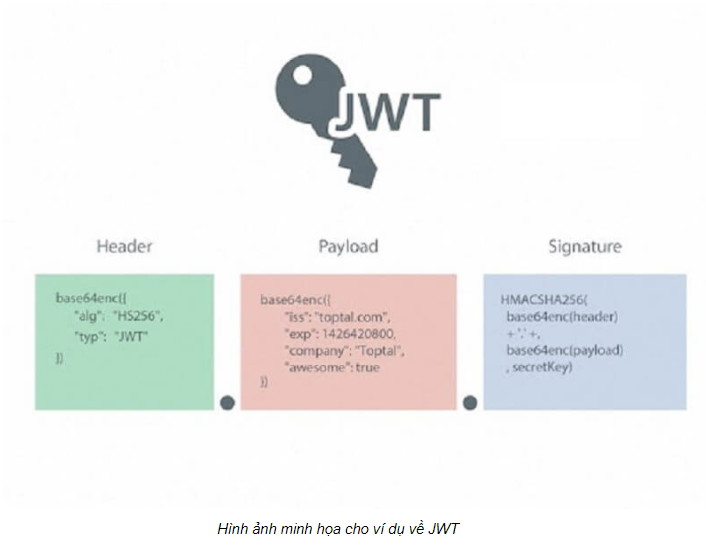 JWT
Header
Payload
Signature
base64enc({
"alg": "HS256",
"typ": "JWT"
})
base64enc({
"iss": "toptal.com",
"exp": 1426420800,
"company": "Toptal",
"awesome": true
})
HMACSHA256(
base64enc(header)
+ '.' +,
base64enc(payload)
, secretKey)
Hình ảnh minh họa cho ví dụ về JWT